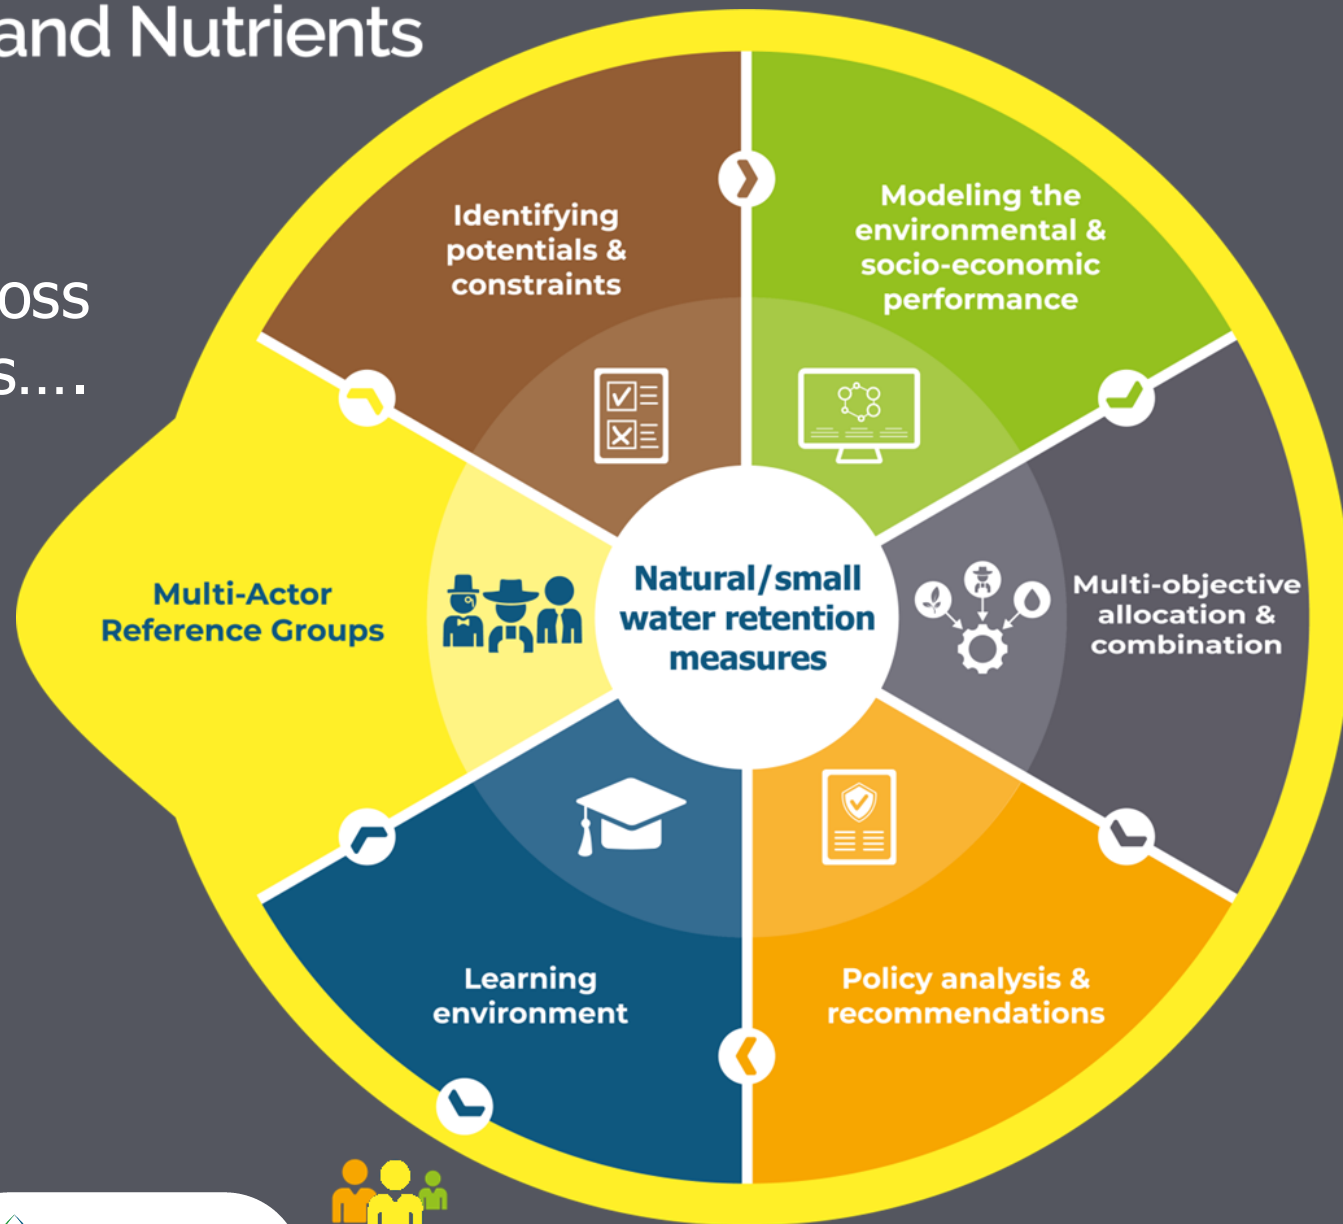 and Nutrients
oss
s....
Identifying
potentials &
constraints
Modeling the
environmental &
socio-economic
performance
Multi-Actor
Reference Groups
Natural/small
water retention
measures
Multi-objective
allocation &
combination
Learning
environment
Policy analysis &
recommendations